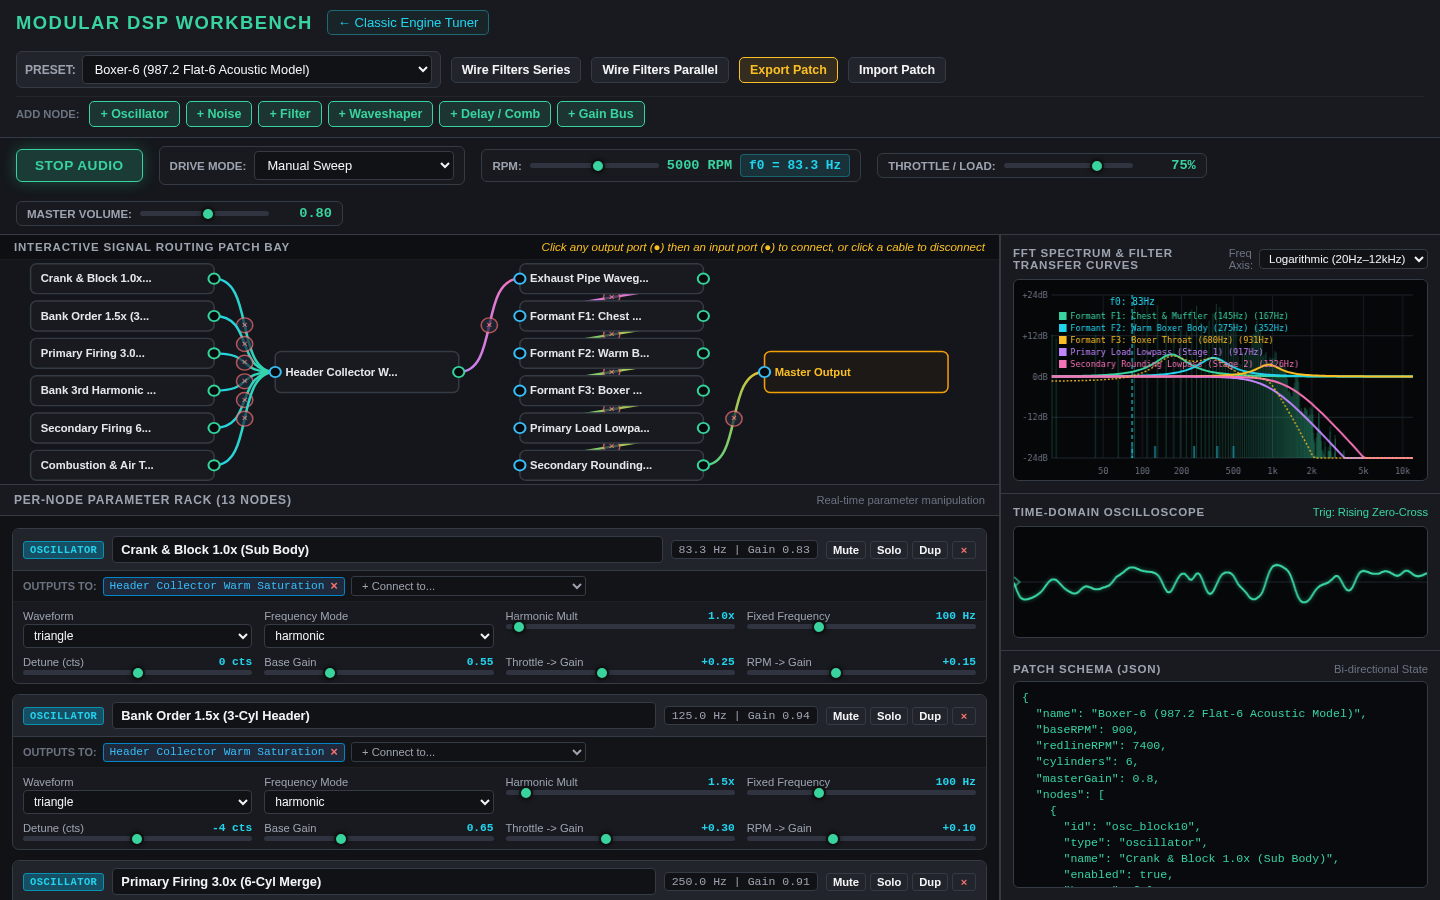 MODULAR DSP WORKBENCH
← Classic Engine Tuner
PRESET: Boxer-6 (987.2 Flat-6 Acoustic Model)
Wire Filters Series
Wire Filters Parallel
Export Patch
Import Patch
ADD NODE: + Oscillator + Noise + Filter + Waveshaper + Delay / Comb + Gain Bus
STOP AUDIO
DRIVE MODE: Manual Sweep
RPM: 5000 RPM f0 = 83.3 Hz
THROTTLE / LOAD: 75%
MASTER VOLUME: 0.80
INTERACTIVE SIGNAL ROUTING PATCH BAY
Click any output port (●) then an input port (●) to connect, or click a cable to disconnect
Crank & Block 1.0x...
Bank Order 1.5x (3...
Primary Firing 3.0...
Bank 3rd Harmonic ...
Secondary Firing 6...
Combustion & Air T...
Header Collector W...
Exhaust Pipe Waveg...
Formant F1: Chest ...
Formant F2: Warm B...
Formant F3: Boxer ...
Primary Load Lowpa...
Secondary Rounding...
Master Output
PER-NODE PARAMETER RACK (13 NODES)
Real-time parameter manipulation
OSCILLATOR Crank & Block 1.0x (Sub Body) 83.3 Hz | Gain 0.83 Mute Solo Dup ×
OUTPUTS TO: Header Collector Warm Saturation × + Connect to...
Waveform triangle
Frequency Mode harmonic
Harmonic Mult 1.0x
Fixed Frequency 100 Hz
Detune (cts) 0 cts
Base Gain 0.55
Throttle -> Gain +0.25
RPM -> Gain +0.15
OSCILLATOR Bank Order 1.5x (3-Cyl Header) 125.0 Hz | Gain 0.94 Mute Solo Dup ×
OUTPUTS TO: Header Collector Warm Saturation × + Connect to...
Waveform triangle
Frequency Mode harmonic
Harmonic Mult 1.5x
Fixed Frequency 100 Hz
Detune (cts) -4 cts
Base Gain 0.65
Throttle -> Gain +0.30
RPM -> Gain +0.10
OSCILLATOR Primary Firing 3.0x (6-Cyl Merge) 250.0 Hz | Gain 0.91 Mute Solo Dup ×
FFT SPECTRUM & FILTER
TRANSFER CURVES
Freq
Axis:
Logarithmic (20Hz–12kHz)
+24dB
+12dB
0dB
-12dB
-24dB
f0: 83Hz
Formant F1: Chest & Muffler (145Hz) (167Hz)
Formant F2: Warm Boxer Body (275Hz) (352Hz)
Formant F3: Boxer Throat (680Hz) (931Hz)
Primary Load Lowpass (Stage 1) (917Hz)
Secondary Rounding Lowpass (Stage 2) (1326Hz)
50 100 200 500 1k 2k 5k 10k
TIME-DOMAIN OSCILLOSCOPE
Trig: Rising Zero-Cross
PATCH SCHEMA (JSON)
Bi-directional State
{
"name": "Boxer-6 (987.2 Flat-6 Acoustic Model)",
"baseRPM": 900,
"redlineRPM": 7400,
"cylinders": 6,
"masterGain": 0.8,
"nodes": [
{
"id": "osc_block10",
"type": "oscillator",
"name": "Crank & Block 1.0x (Sub Body)",
"enabled": true,